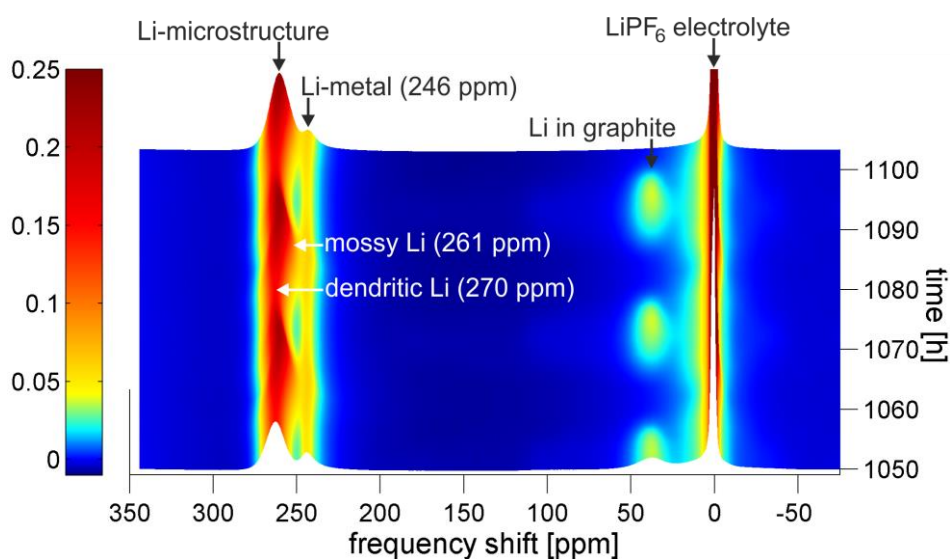 Li-microstructure
LiPF6 electrolyte
Li-metal (246 ppm)
Li in graphite
mossy Li (261 ppm)
dendritic Li (270 ppm)
0.25
0.2
0.15
0.1
0.05
0
1100
1090
1080
1070
1060
1050
time [h]
350 300 250 200 150 100 50 0 -50
frequency shift [ppm]